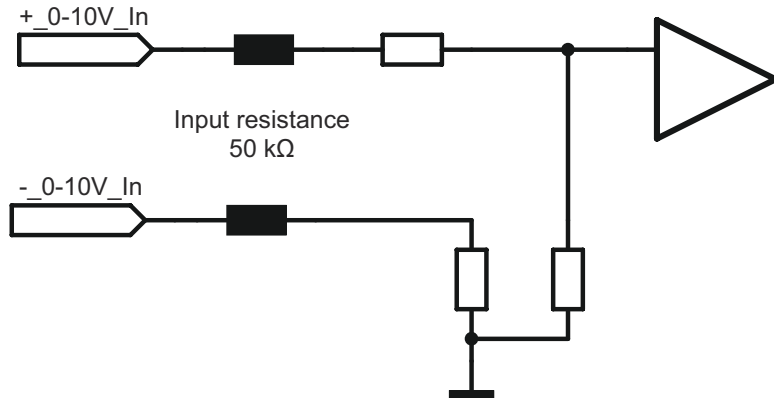 +_0-10V_In
Input resistance
50 kΩ
-_0-10V_In